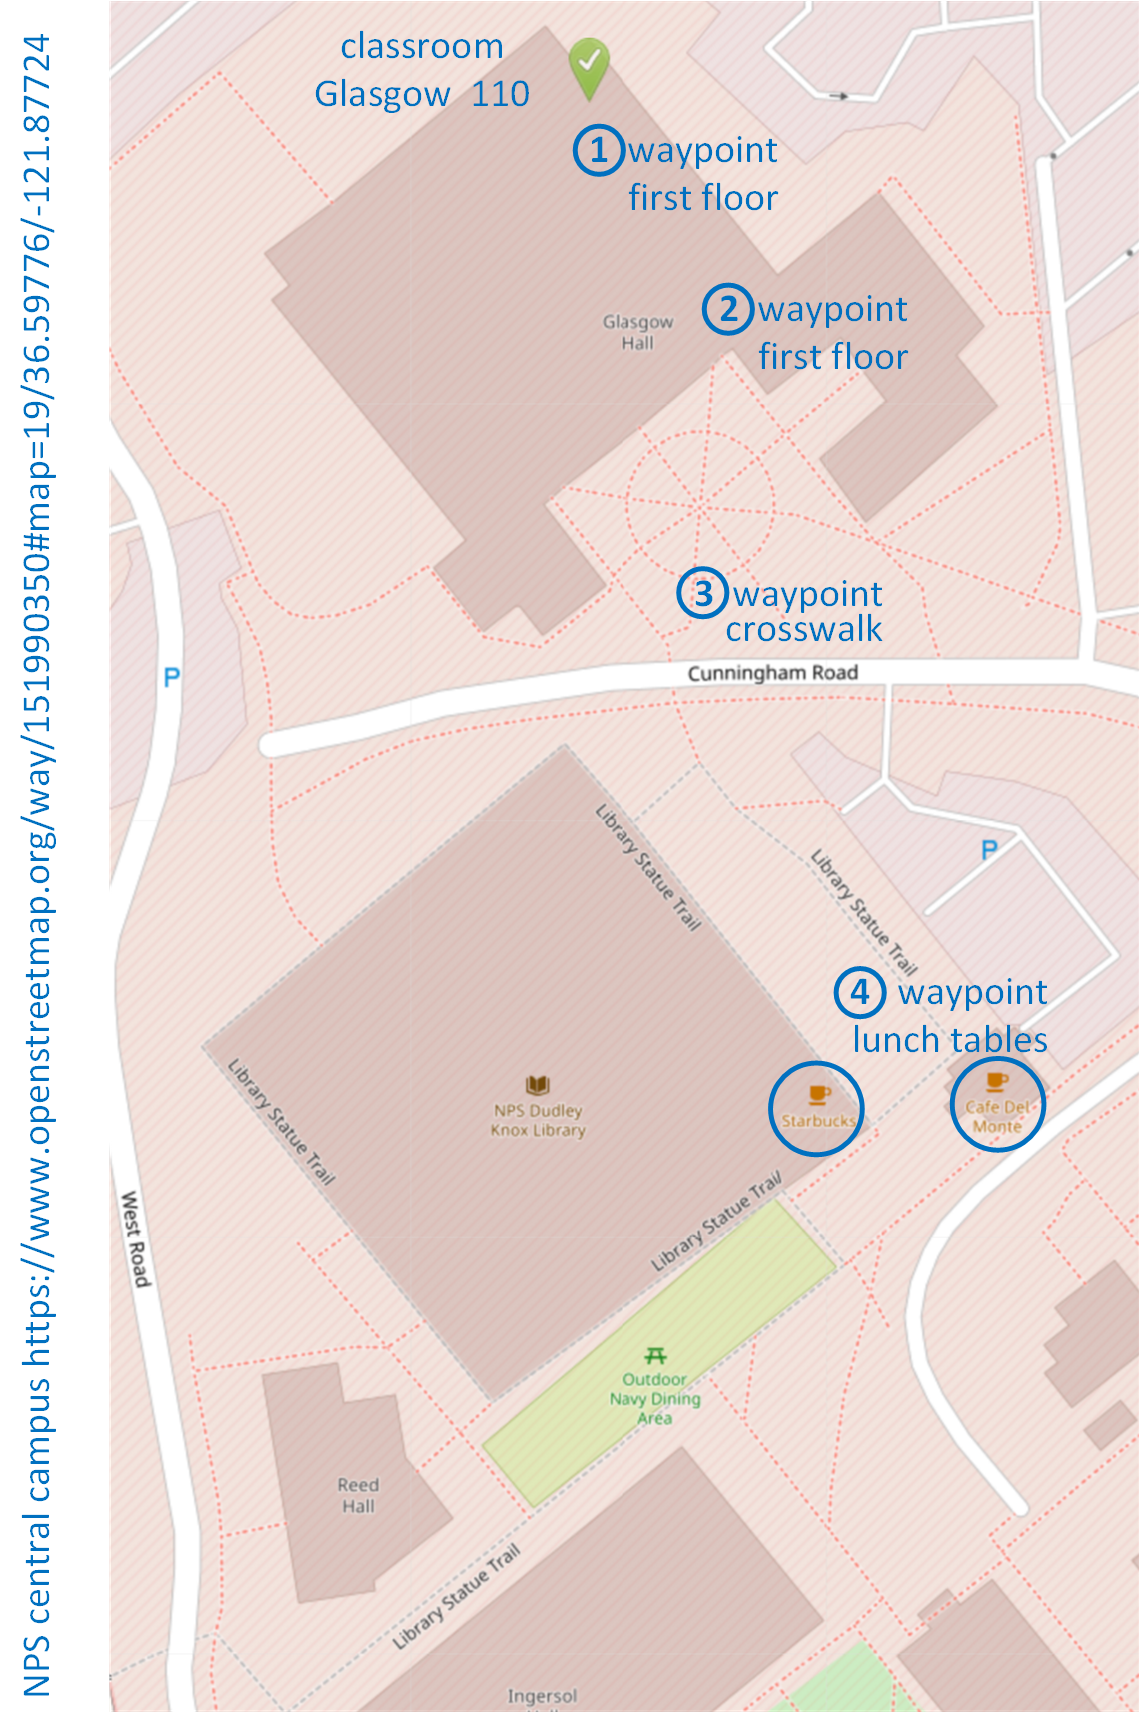 NPS central campus https://www.openstreetmap.org/way/151990350#map=19/36.59776/-121.87724
classroom
Glasgow 110
1 waypoint
first floor
2 waypoint
first floor
Glasgow
Hall
3 waypoint
crosswalk
P
Cunningham Road
Library Statue Trail
P
Library Statue Trail
4 waypoint
lunch tables
Library Statue Trail
NPS Dudley
Knox Library
Starbucks
Cafe Del
Monte
West Road
Library Statue Trail
Outdoor
Navy Dining
Area
Reed
Hall
Library Statue Trail
Ingersol